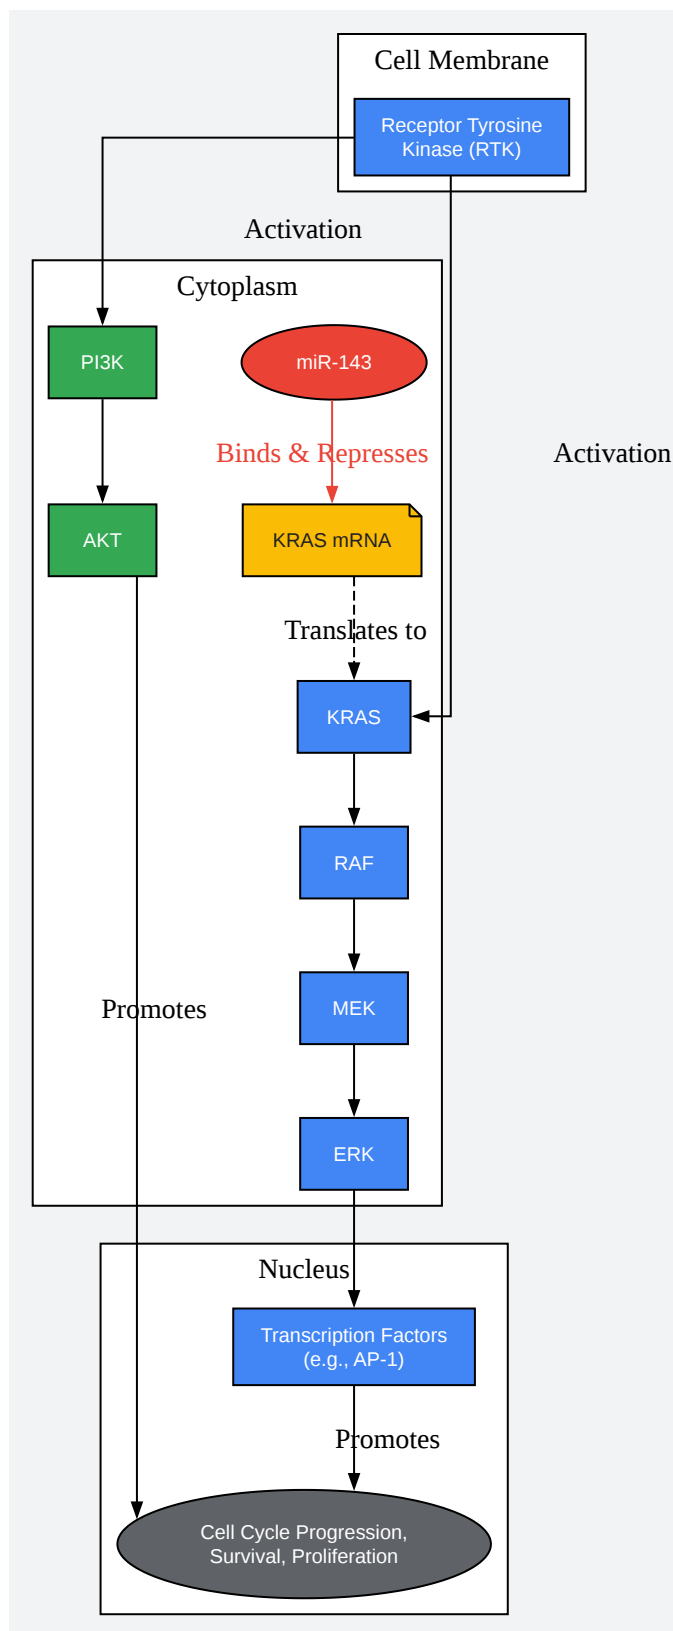 Cell Membrane
Receptor Tyrosine
Kinase (RTK)
Activation
Cytoplasm
PI3K
miR-143
Binds & Represses
Activation
AKT
KRAS mRNA
Translates to
KRAS
RAF
Promotes
MEK
ERK
Nucleus
Transcription Factors
(e.g., AP-1)
Promotes
Cell Cycle Progression,
Survival, Proliferation